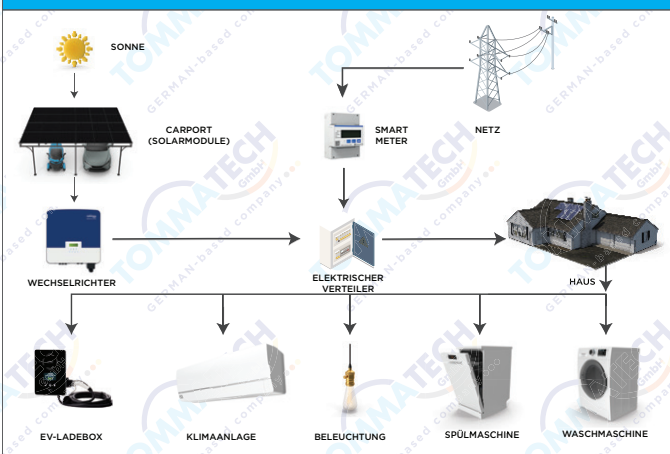 SONNE
CARPORT
(SOLARMODULE)
SMART
METER
NETZ
WECHSELRICHTER
ELEKTRISCHER
VERTEILER
HAUS
EV-LADEBOX
KLIMAANLAGE
BELEUCHTUNG
SPÜLMASCHINE
WASCHMASCHINE
TOMMATECH
GmbH
GERMAN-based company